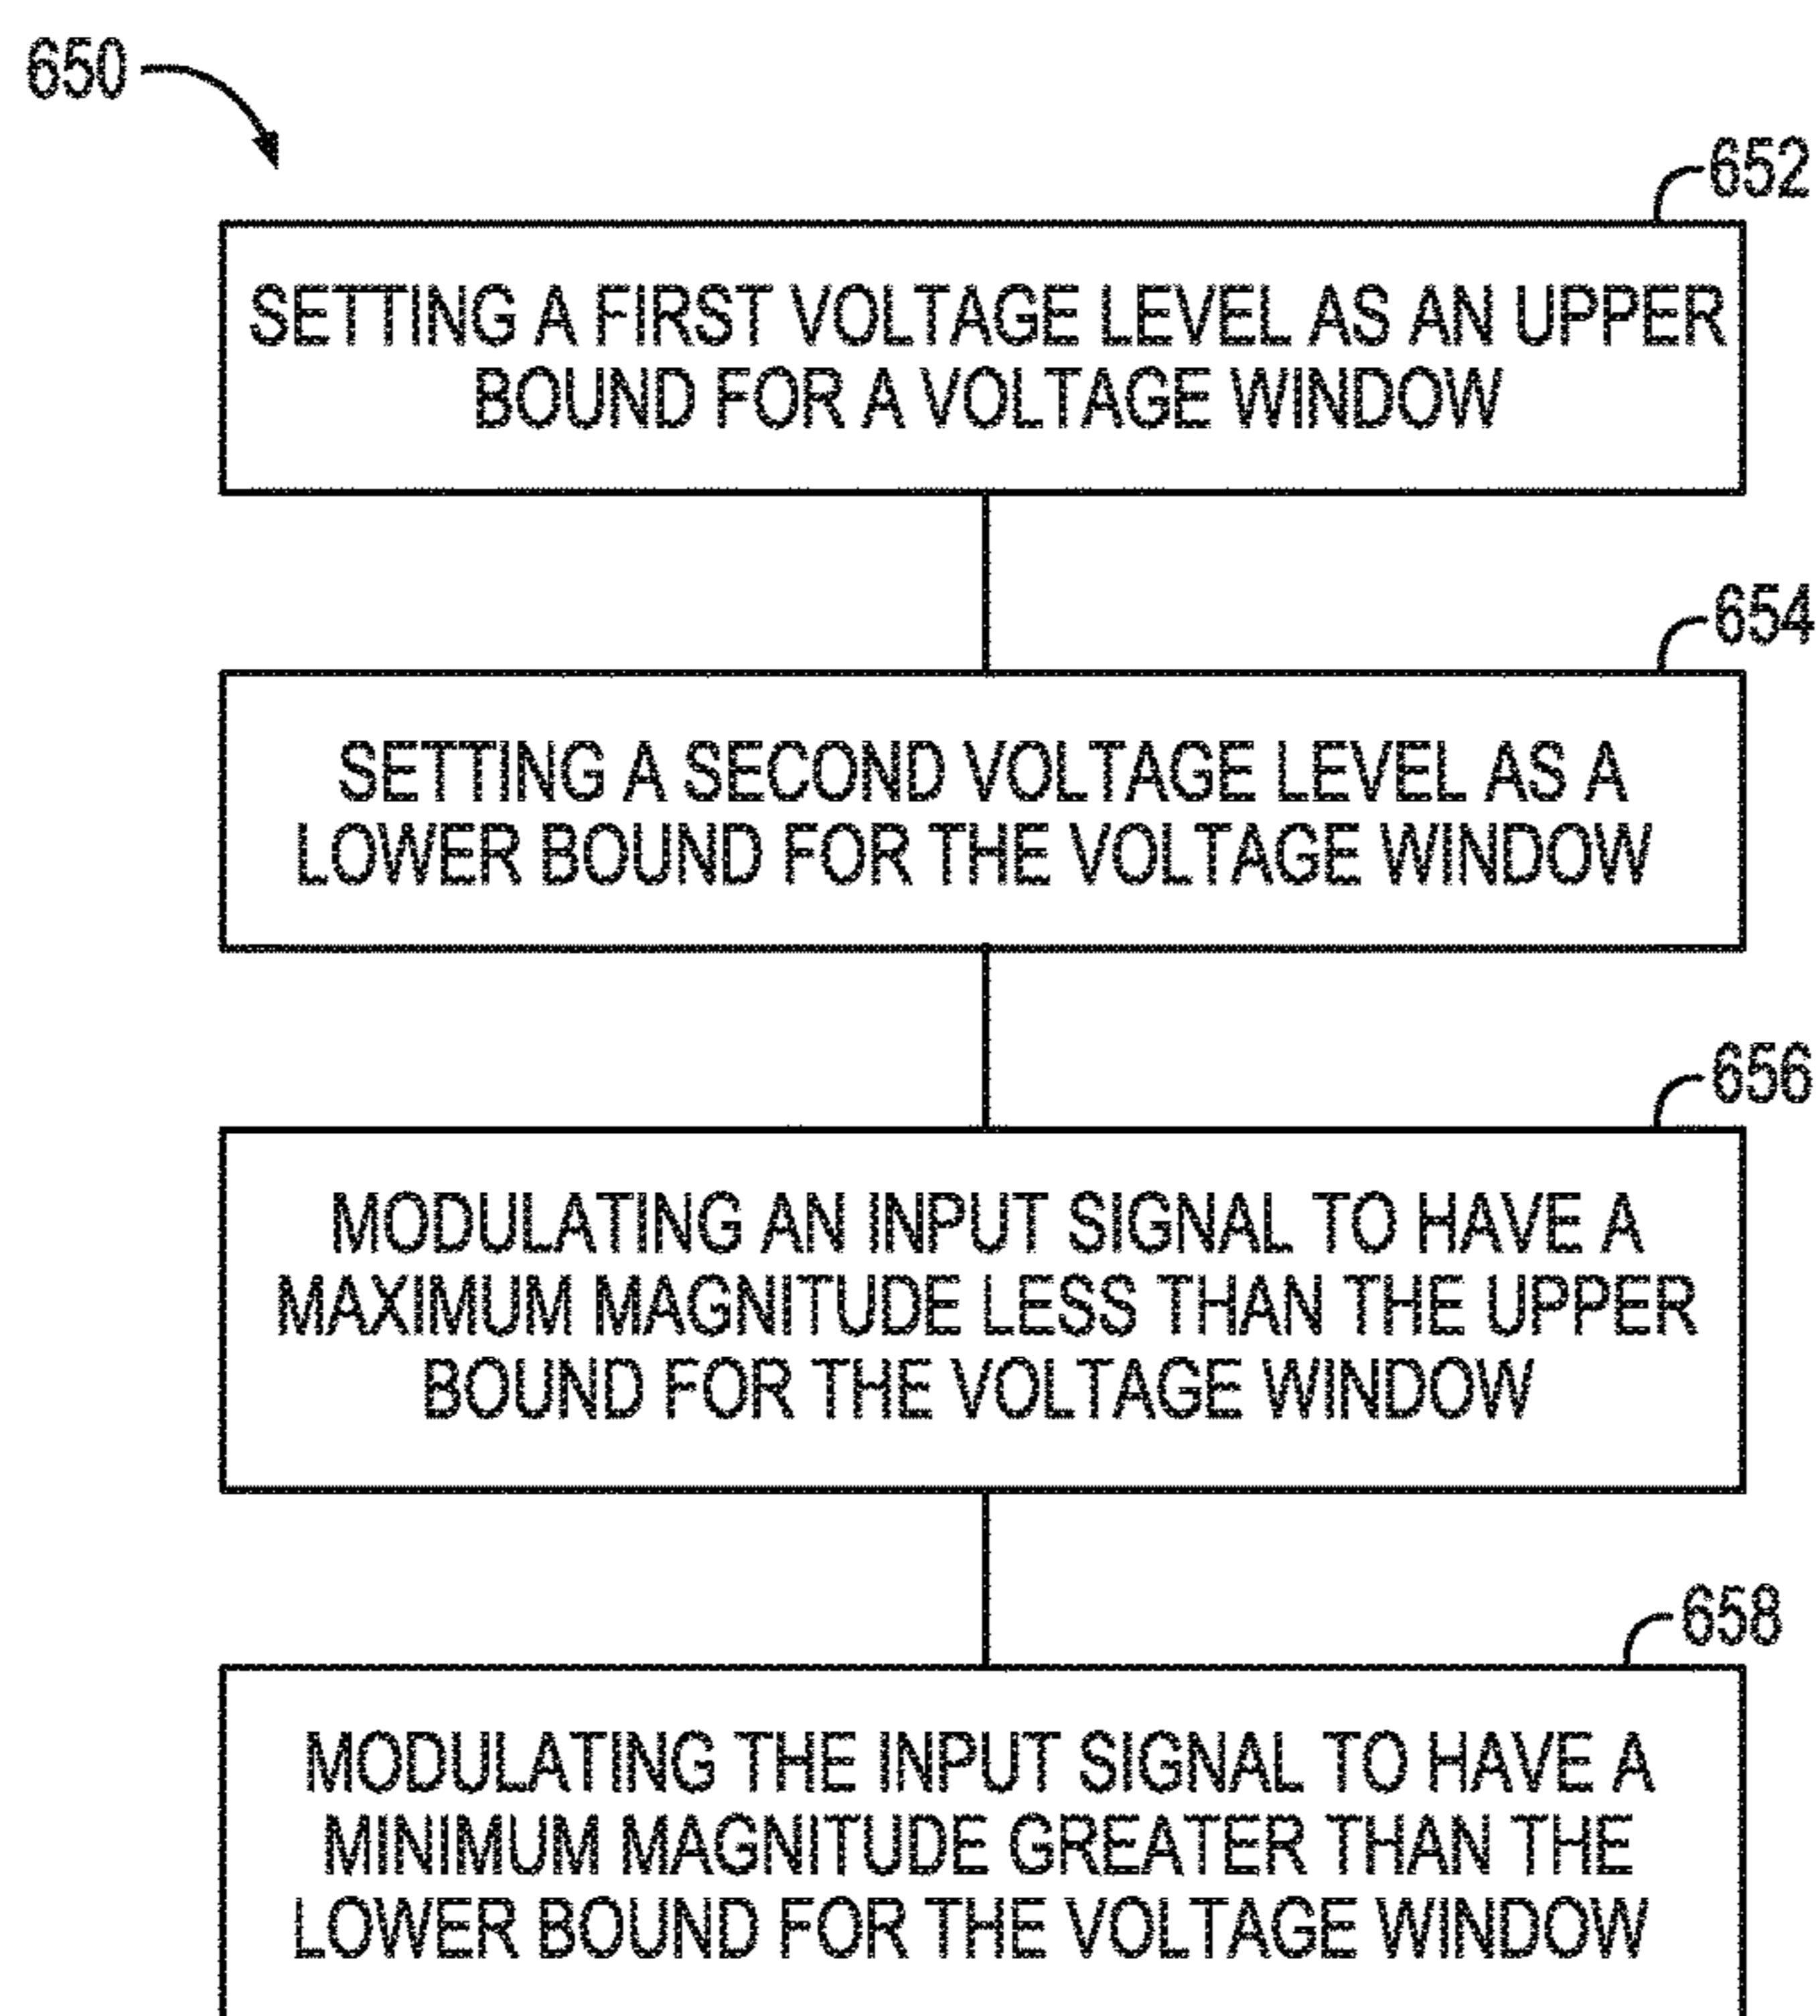 650
652
SETTING A FIRST VOLTAGE LEVEL AS AN UPPER
BOUND FOR A VOLTAGE WINDOW
654
SETTING A SECOND VOLTAGE LEVEL AS A
LOWER BOUND FOR THE VOLTAGE WINDOW
656
MODULATING AN INPUT SIGNAL TO HAVE A
MAXIMUM MAGNITUDE LESS THAN THE UPPER
BOUND FOR THE VOLTAGE WINDOW
658
MODULATING THE INPUT SIGNAL TO HAVE A
MINIMUM MAGNITUDE GREATER THAN THE
LOWER BOUND FOR THE VOLTAGE WINDOW